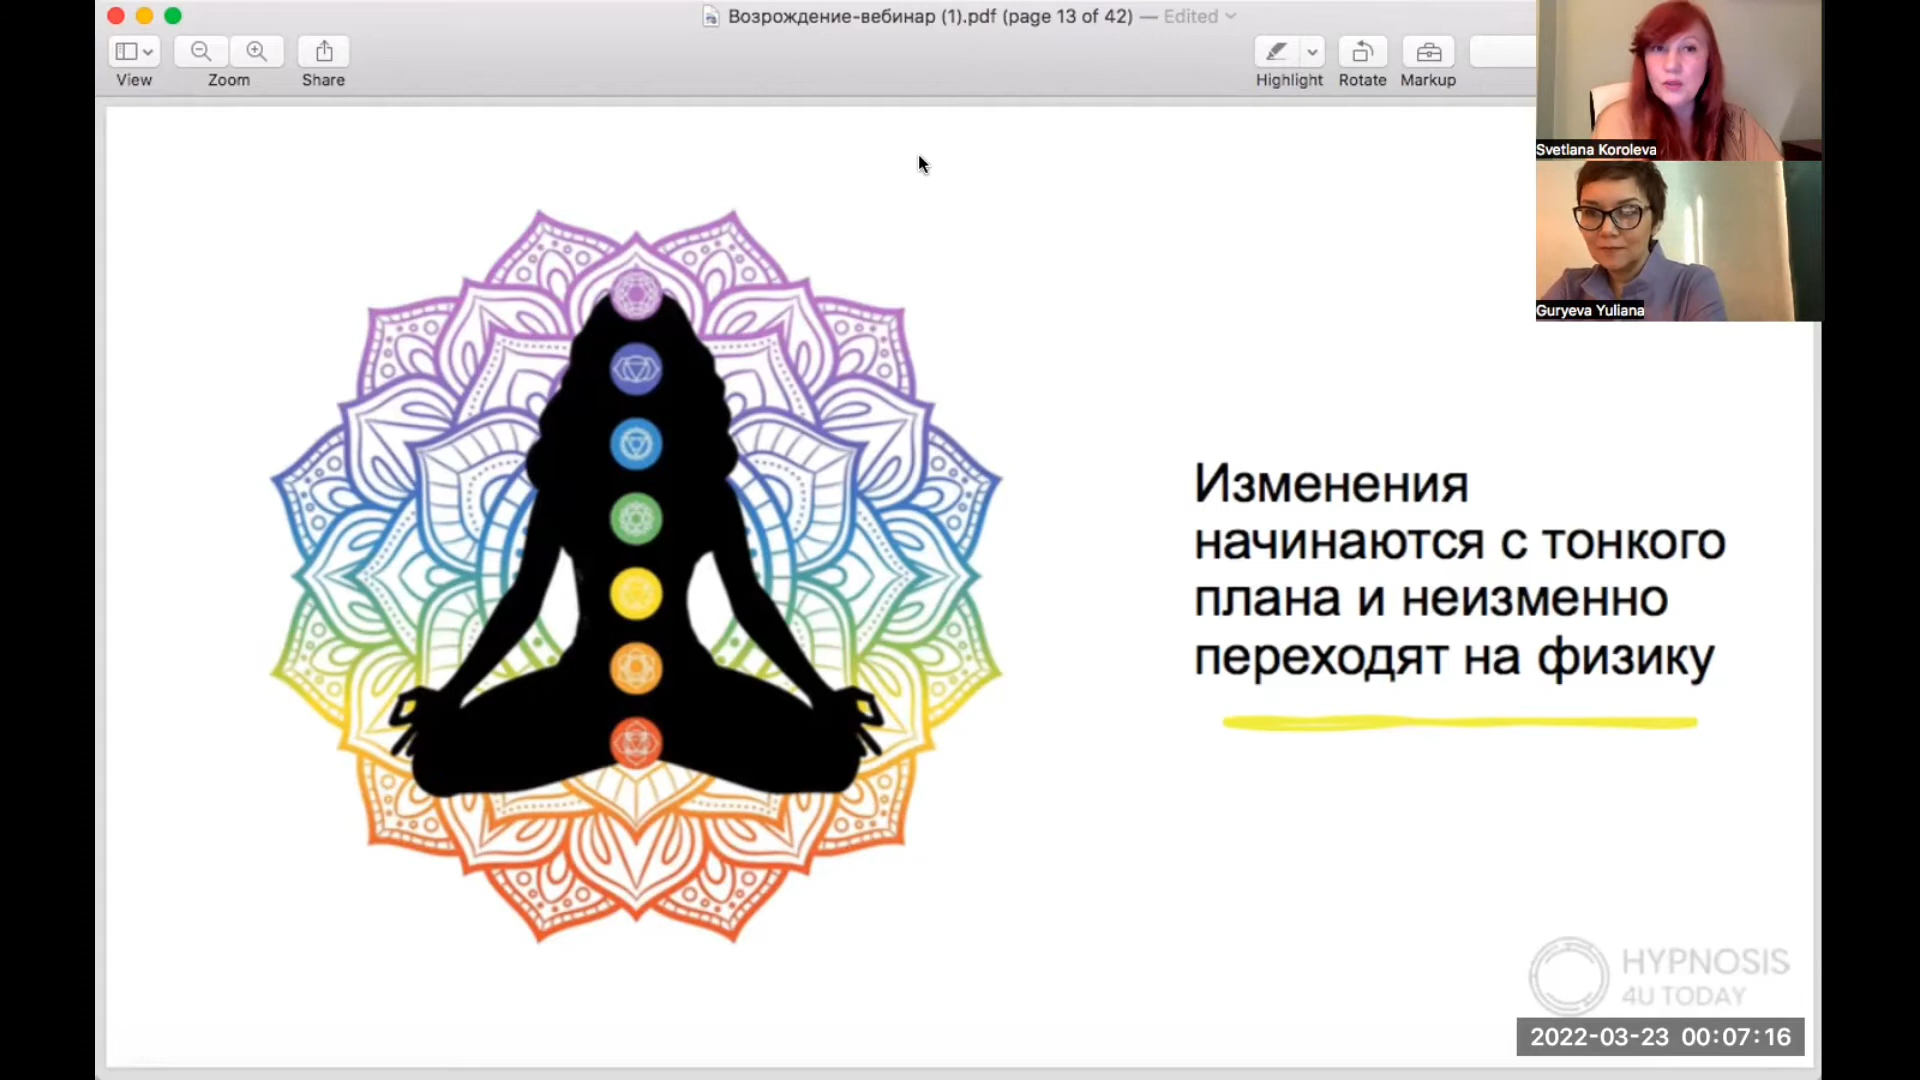 Возрождение-вебинар (1).pdf (page 13 of 42) — Edited
View
Zoom
Share
Highlight
Rotate
Markup
Svetlana Koroleva
Guryeva Yuliana
Изменения
начинаются с тонкого
плана и неизменно
переходят на физику
HYPNOSIS
4U TODAY
2022-03-23 00:07:16